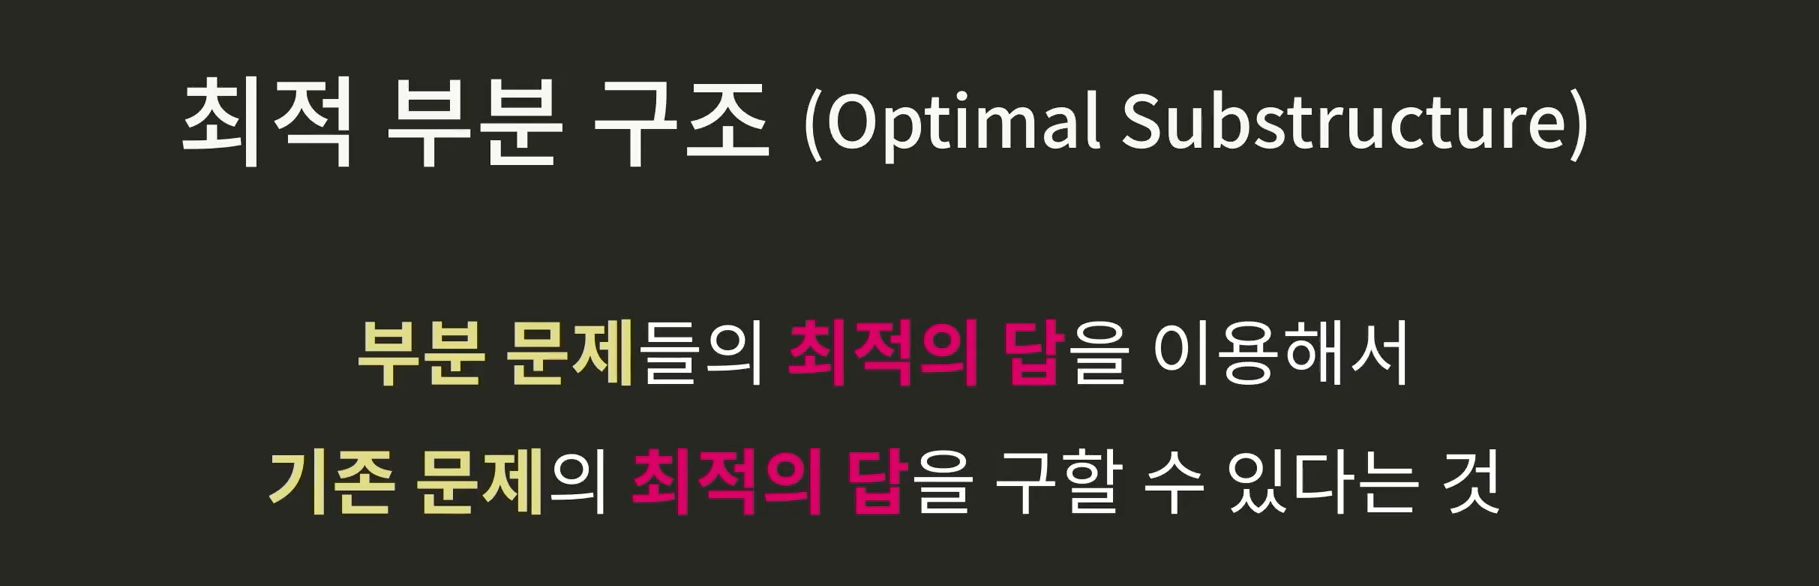 최적 부분 구조 (Optimal Substructure)
부분 문제들의 최적의 답을 이용해서
기존 문제의 최적의 답을 구할 수 있다는 것